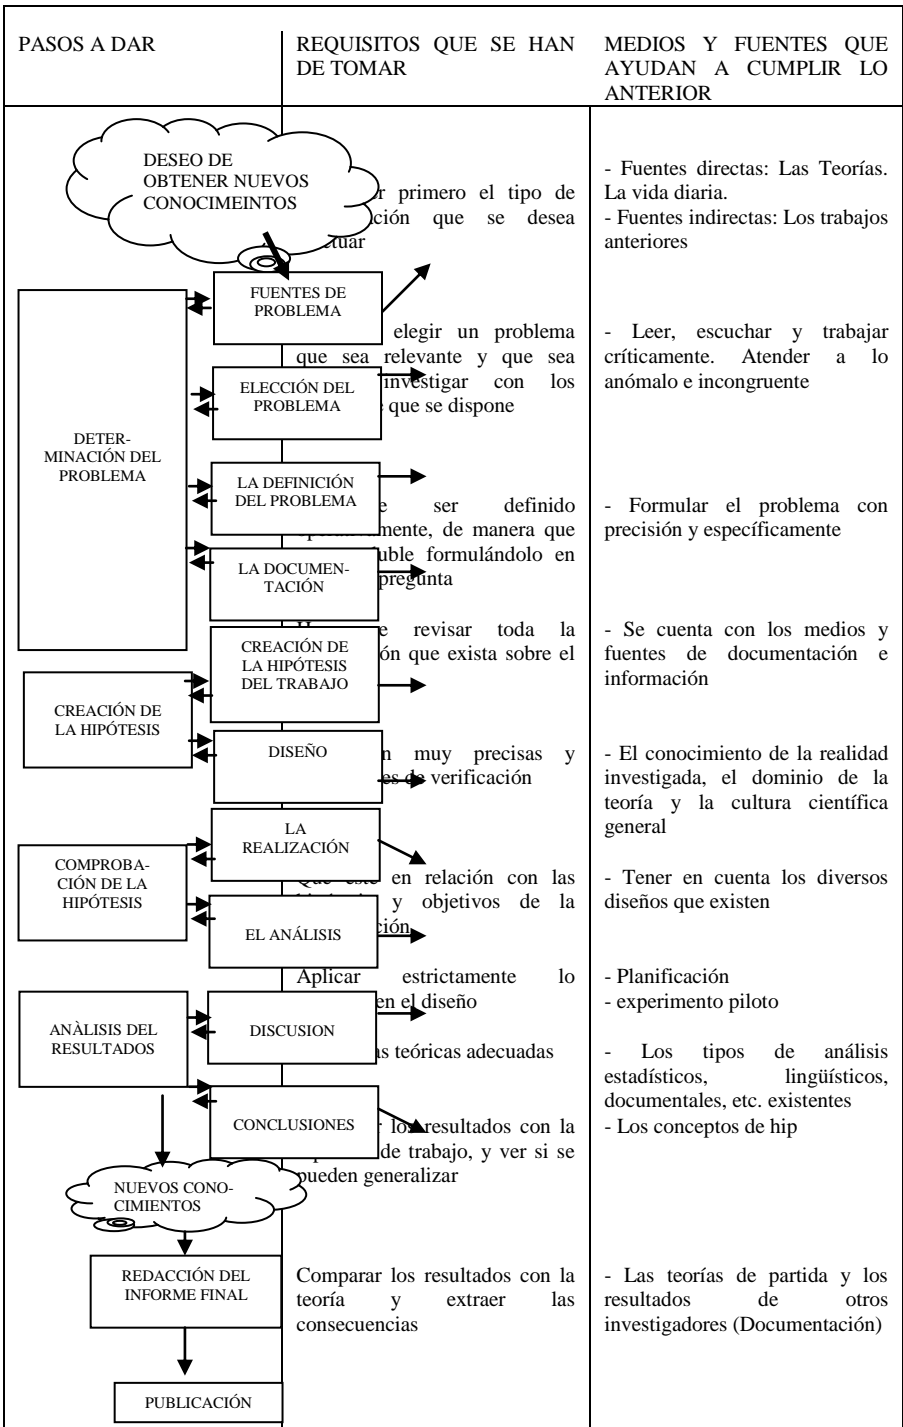 PASOS A DAR
REQUISITOS QUE SE HAN
DE TOMAR
MEDIOS Y FUENTES QUE
AYUDAN A CUMPLIR LO
ANTERIOR
DESEO DE
OBTENER NUEVOS
CONOCIMEINTOS
FUENTES DE
PROBLEMA
ELECCIÓN DEL
PROBLEMA
DETER-
MINACIÓN DEL
PROBLEMA
LA DEFINICIÓN
DEL PROBLEMA
LA DOCUMEN-
TACIÓN
CREACIÓN DE
LA HIPÓTESIS
DEL TRABAJO
CREACIÓN DE
LA HIPÓTESIS
DISEÑO
LA
REALIZACIÓN
COMPROBA-
CIÓN DE LA
HIPÓTESIS
EL ANÁLISIS
ANÀLISIS DEL
RESULTADOS
DISCUSION
CONCLUSIONES
NUEVOS CONO-
CIMIENTOS
REDACCIÓN DEL
INFORME FINAL
PUBLICACIÓN
primero el tipo de
que se desea
elegir un problema
que sea relevante y que sea
investigar con los
que se dispone
ser definido
de manera que
formulándolo en
pregunta
revisar toda la
que exista sobre el
muy precisas y
de verificación
en relación con las
y objetivos de la
Aplicar estrictamente lo
en el diseño
teóricas adecuadas
los resultados con la
de trabajo, y ver si se
pueden generalizar
Comparar los resultados con la
teoría y extraer las
consecuencias
- Fuentes directas: Las Teorías.
La vida diaria.
- Fuentes indirectas: Los trabajos
anteriores
- Leer, escuchar y trabajar
críticamente. Atender a lo
anómalo e incongruente
- Formular el problema con
precisión y específicamente
- Se cuenta con los medios y
fuentes de documentación e
información
- El conocimiento de la realidad
investigada, el dominio de la
teoría y la cultura científica
general
- Tener en cuenta los diversos
diseños que existen
- Planificación
- experimento piloto
- Los tipos de análisis
estadísticos, lingüísticos,
documentales, etc. existentes
- Los conceptos de hip
- Las teorías de partida y los
resultados de otros
investigadores (Documentación)